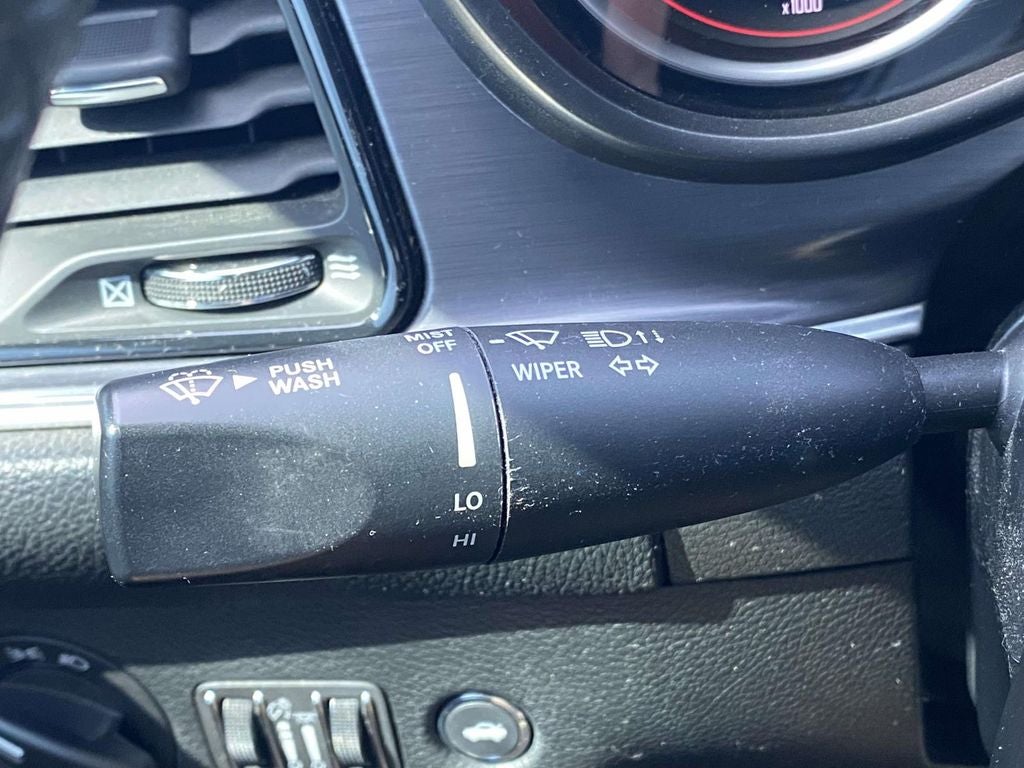 x1000
MIST
OFF
PUSH
WASH
WIPER
LO
HI